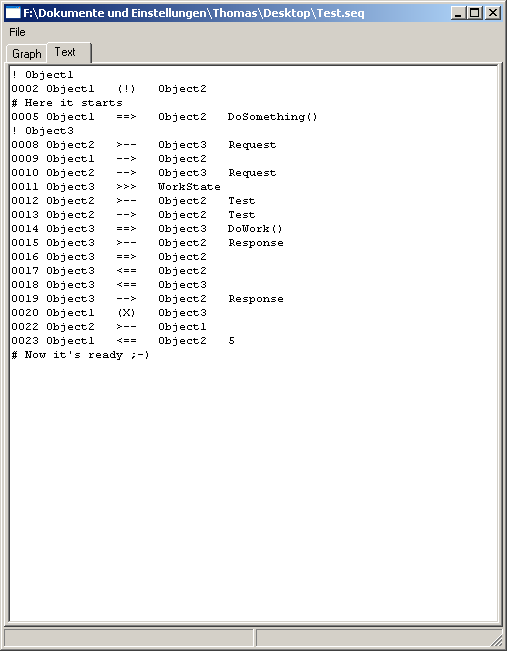 F:\Dokumente und Einstellungen\Thomas\Desktop\Test.seq
File
Graph Text
! Object1
0002 Object1 (!) Object2
# Here it starts
0005 Object1 ==> Object2 DoSomething()
! Object3
0008 Object2 >-- Object3 Request
0009 Object1 --> Object2
0010 Object2 --> Object3 Request
0011 Object3 >>> WorkState
0012 Object2 >-- Object2 Test
0013 Object2 --> Object2 Test
0014 Object3 ==> Object3 DoWork()
0015 Object3 >-- Object2 Response
0016 Object3 ==> Object2
0017 Object3 <== Object2
0018 Object3 <== Object3
0019 Object3 --> Object2 Response
0020 Object1 (X) Object3
0022 Object2 >-- Object1
0023 Object1 <== Object2 5
# Now it's ready ;-)